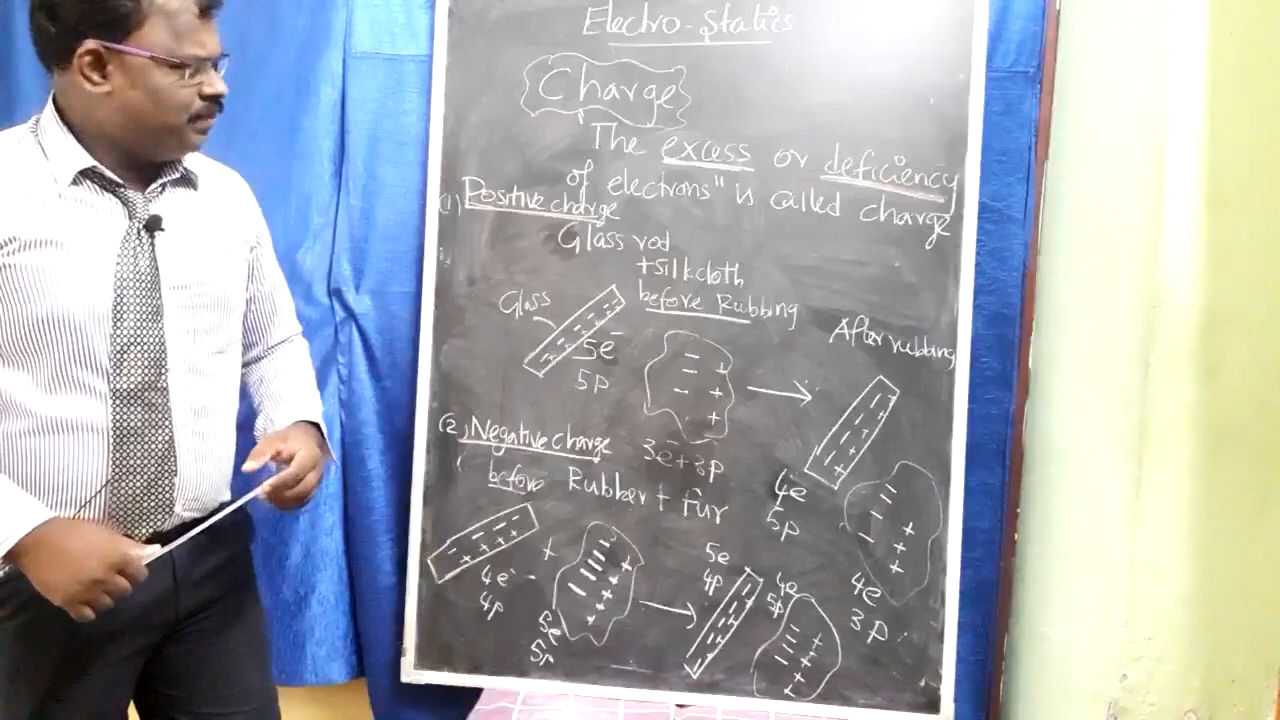 Electro-Statics
Charge
"The excess or deficiency
of electrons" is called charge
(1) Positive charge
Glass rod
+silk cloth
before Rubbing
Glass
After rubbing
5e
5p
3e+3p
4e
5p
4e
3p
(2) Negative charge
before Rubber + fur
4e
4p
5e
5p
5e
4p
4e
5p